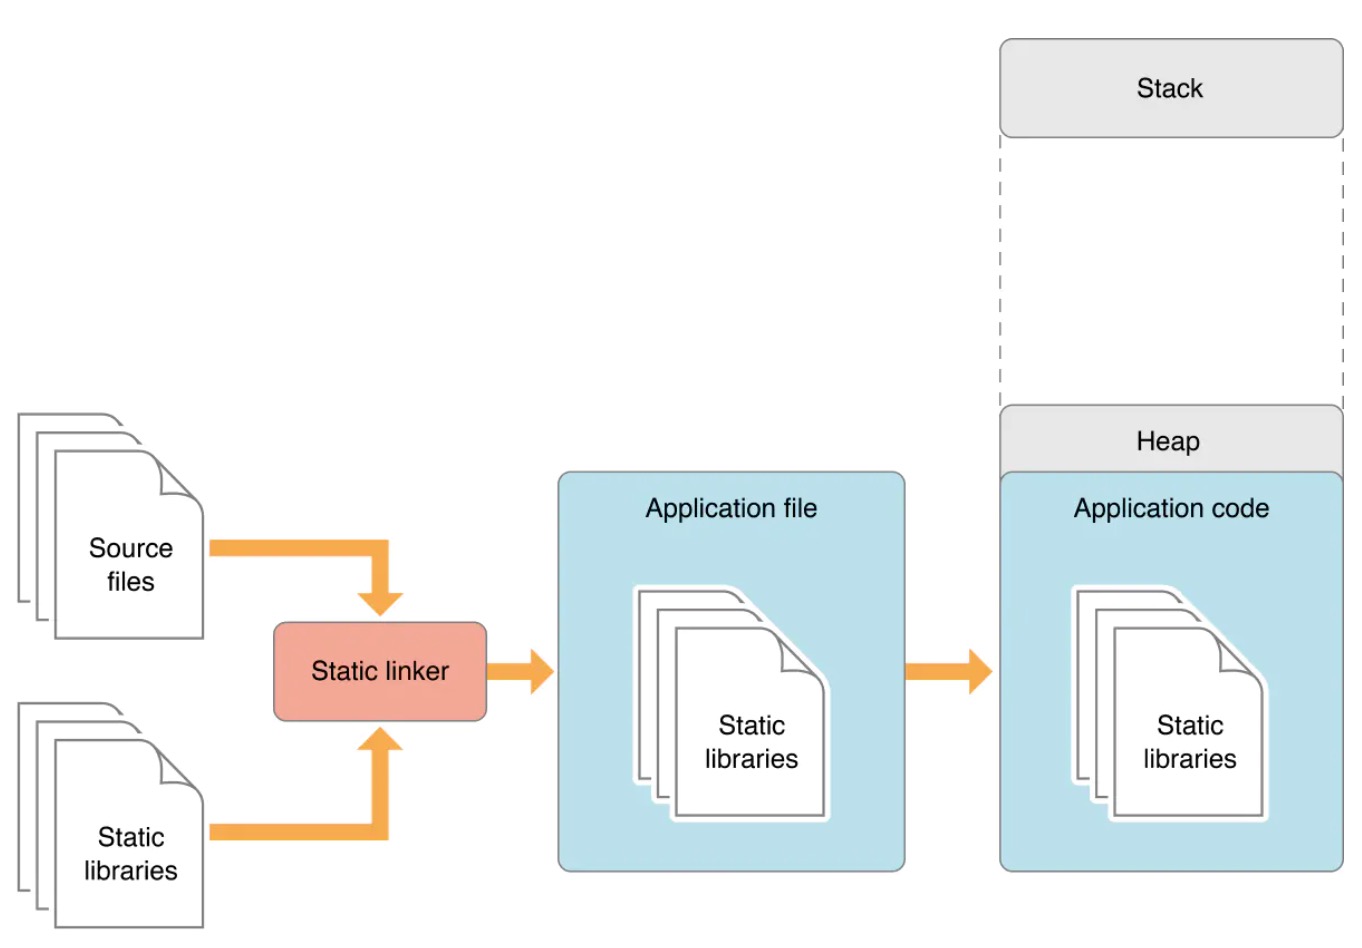 Stack
Heap
Application file
Application code
Source
files
Static linker
Static
libraries
Static
libraries
Static
libraries